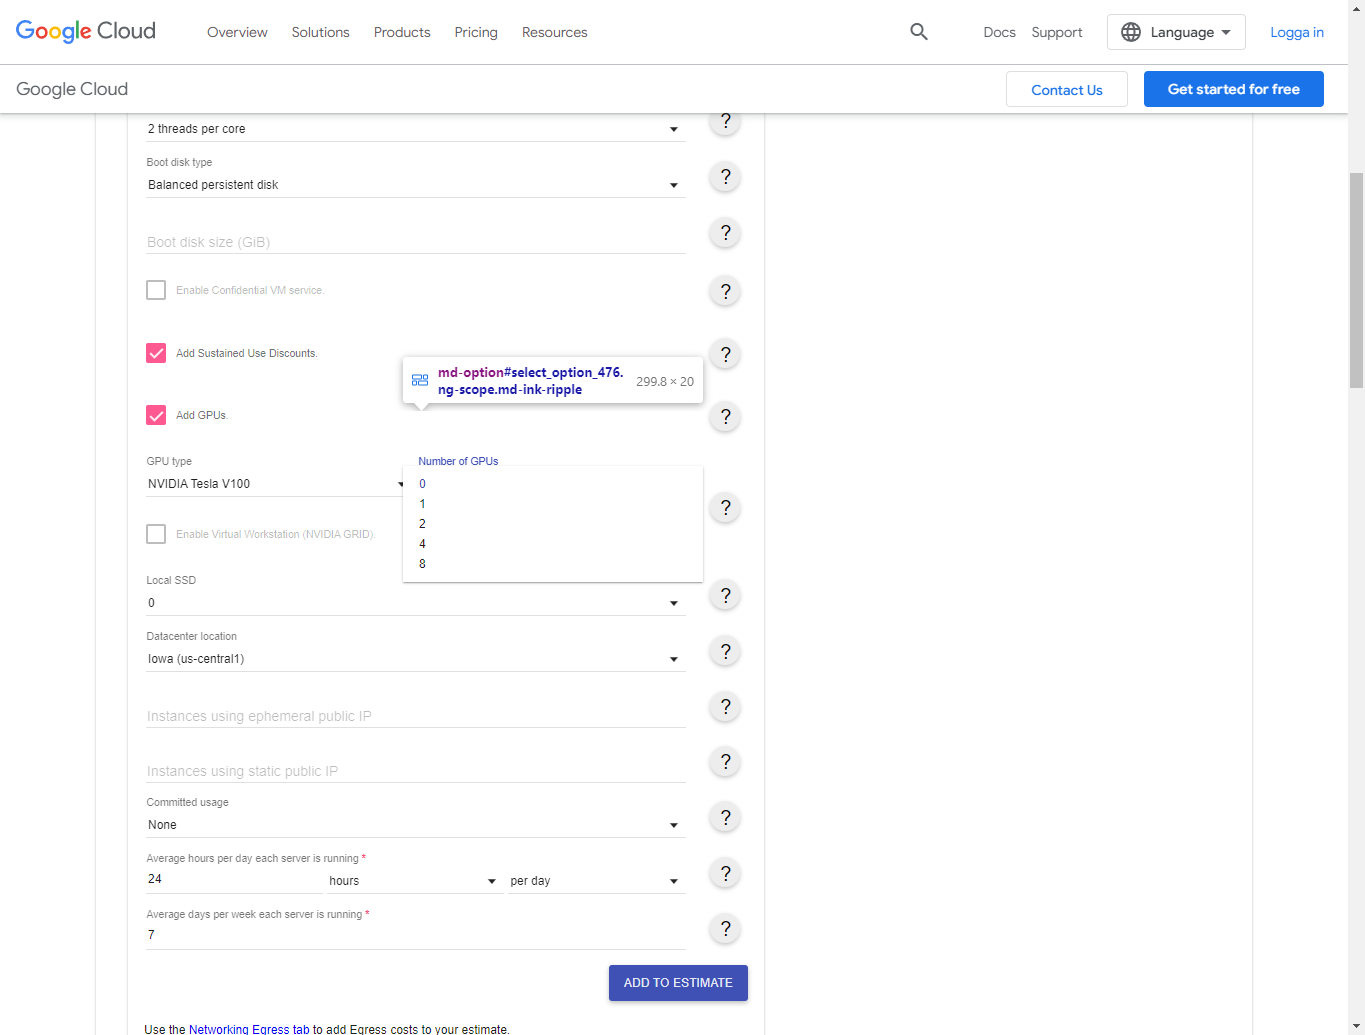 Google Cloud
Overview
Solutions
Products
Pricing
Resources
Docs
Support
Language
Logga in
Google Cloud
Contact Us
Get started for free
2 threads per core
?
Boot disk type
Balanced persistent disk
?
Boot disk size (GiB)
?
Enable Confidential VM service.
?
Add Sustained Use Discounts.
?
md-option#select_option_476.
ng-scope.md-ink-ripple
299.8 × 20
Add GPUs.
?
GPU type
NVIDIA Tesla V100
Number of GPUs
0
1
2
4
8
?
Enable Virtual Workstation (NVIDIA GRID).
Local SSD
0
?
Datacenter location
Iowa (us-central1)
?
Instances using ephemeral public IP
?
Instances using static public IP
?
Committed usage
None
?
Average hours per day each server is running *
24
hours
per day
?
Average days per week each server is running *
7
?
ADD TO ESTIMATE
Use the Networking Egress tab to add Egress costs to your estimate.